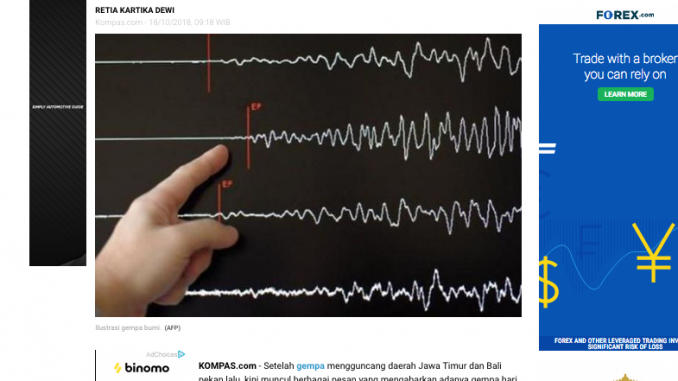 RETIA KARTIKA DEWI
Kompas.com - 18/10/2018, 09:18 WIB
SIMPLY AUTOMOTIVE GUIDE
EP
EP
Ilustrasi gempa bumi. (AFP)
AdChoices
binomo
KOMPAS.com - Setelah gempa mengguncang daerah Jawa Timur dan Bali
pekan lalu, kini muncul berbagai pesan yang mengabarkan adanya gempa hari
FOREX.com
Trade with a broker
you can rely on
LEARN MORE
FOREX AND OTHER LEVERAGED TRADING INV
SIGNIFICANT RISK OF LOSS